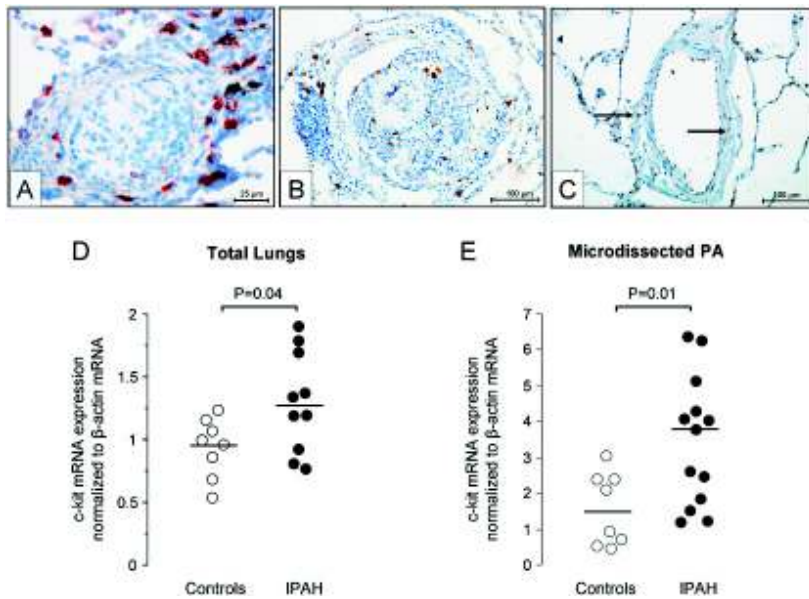 A
25 µm
B
100 µm
C
100 µm
D
Total Lungs
P=0.04
c-kit mRNA expression
normalized to β-actin mRNA
2
1.5
1
0.5
0
Controls
IPAH
E
Microdissected PA
P=0.01
c-kit mRNA expression
normalized to β-actin mRNA
7
6
5
4
3
2
1
0
Controls
IPAH